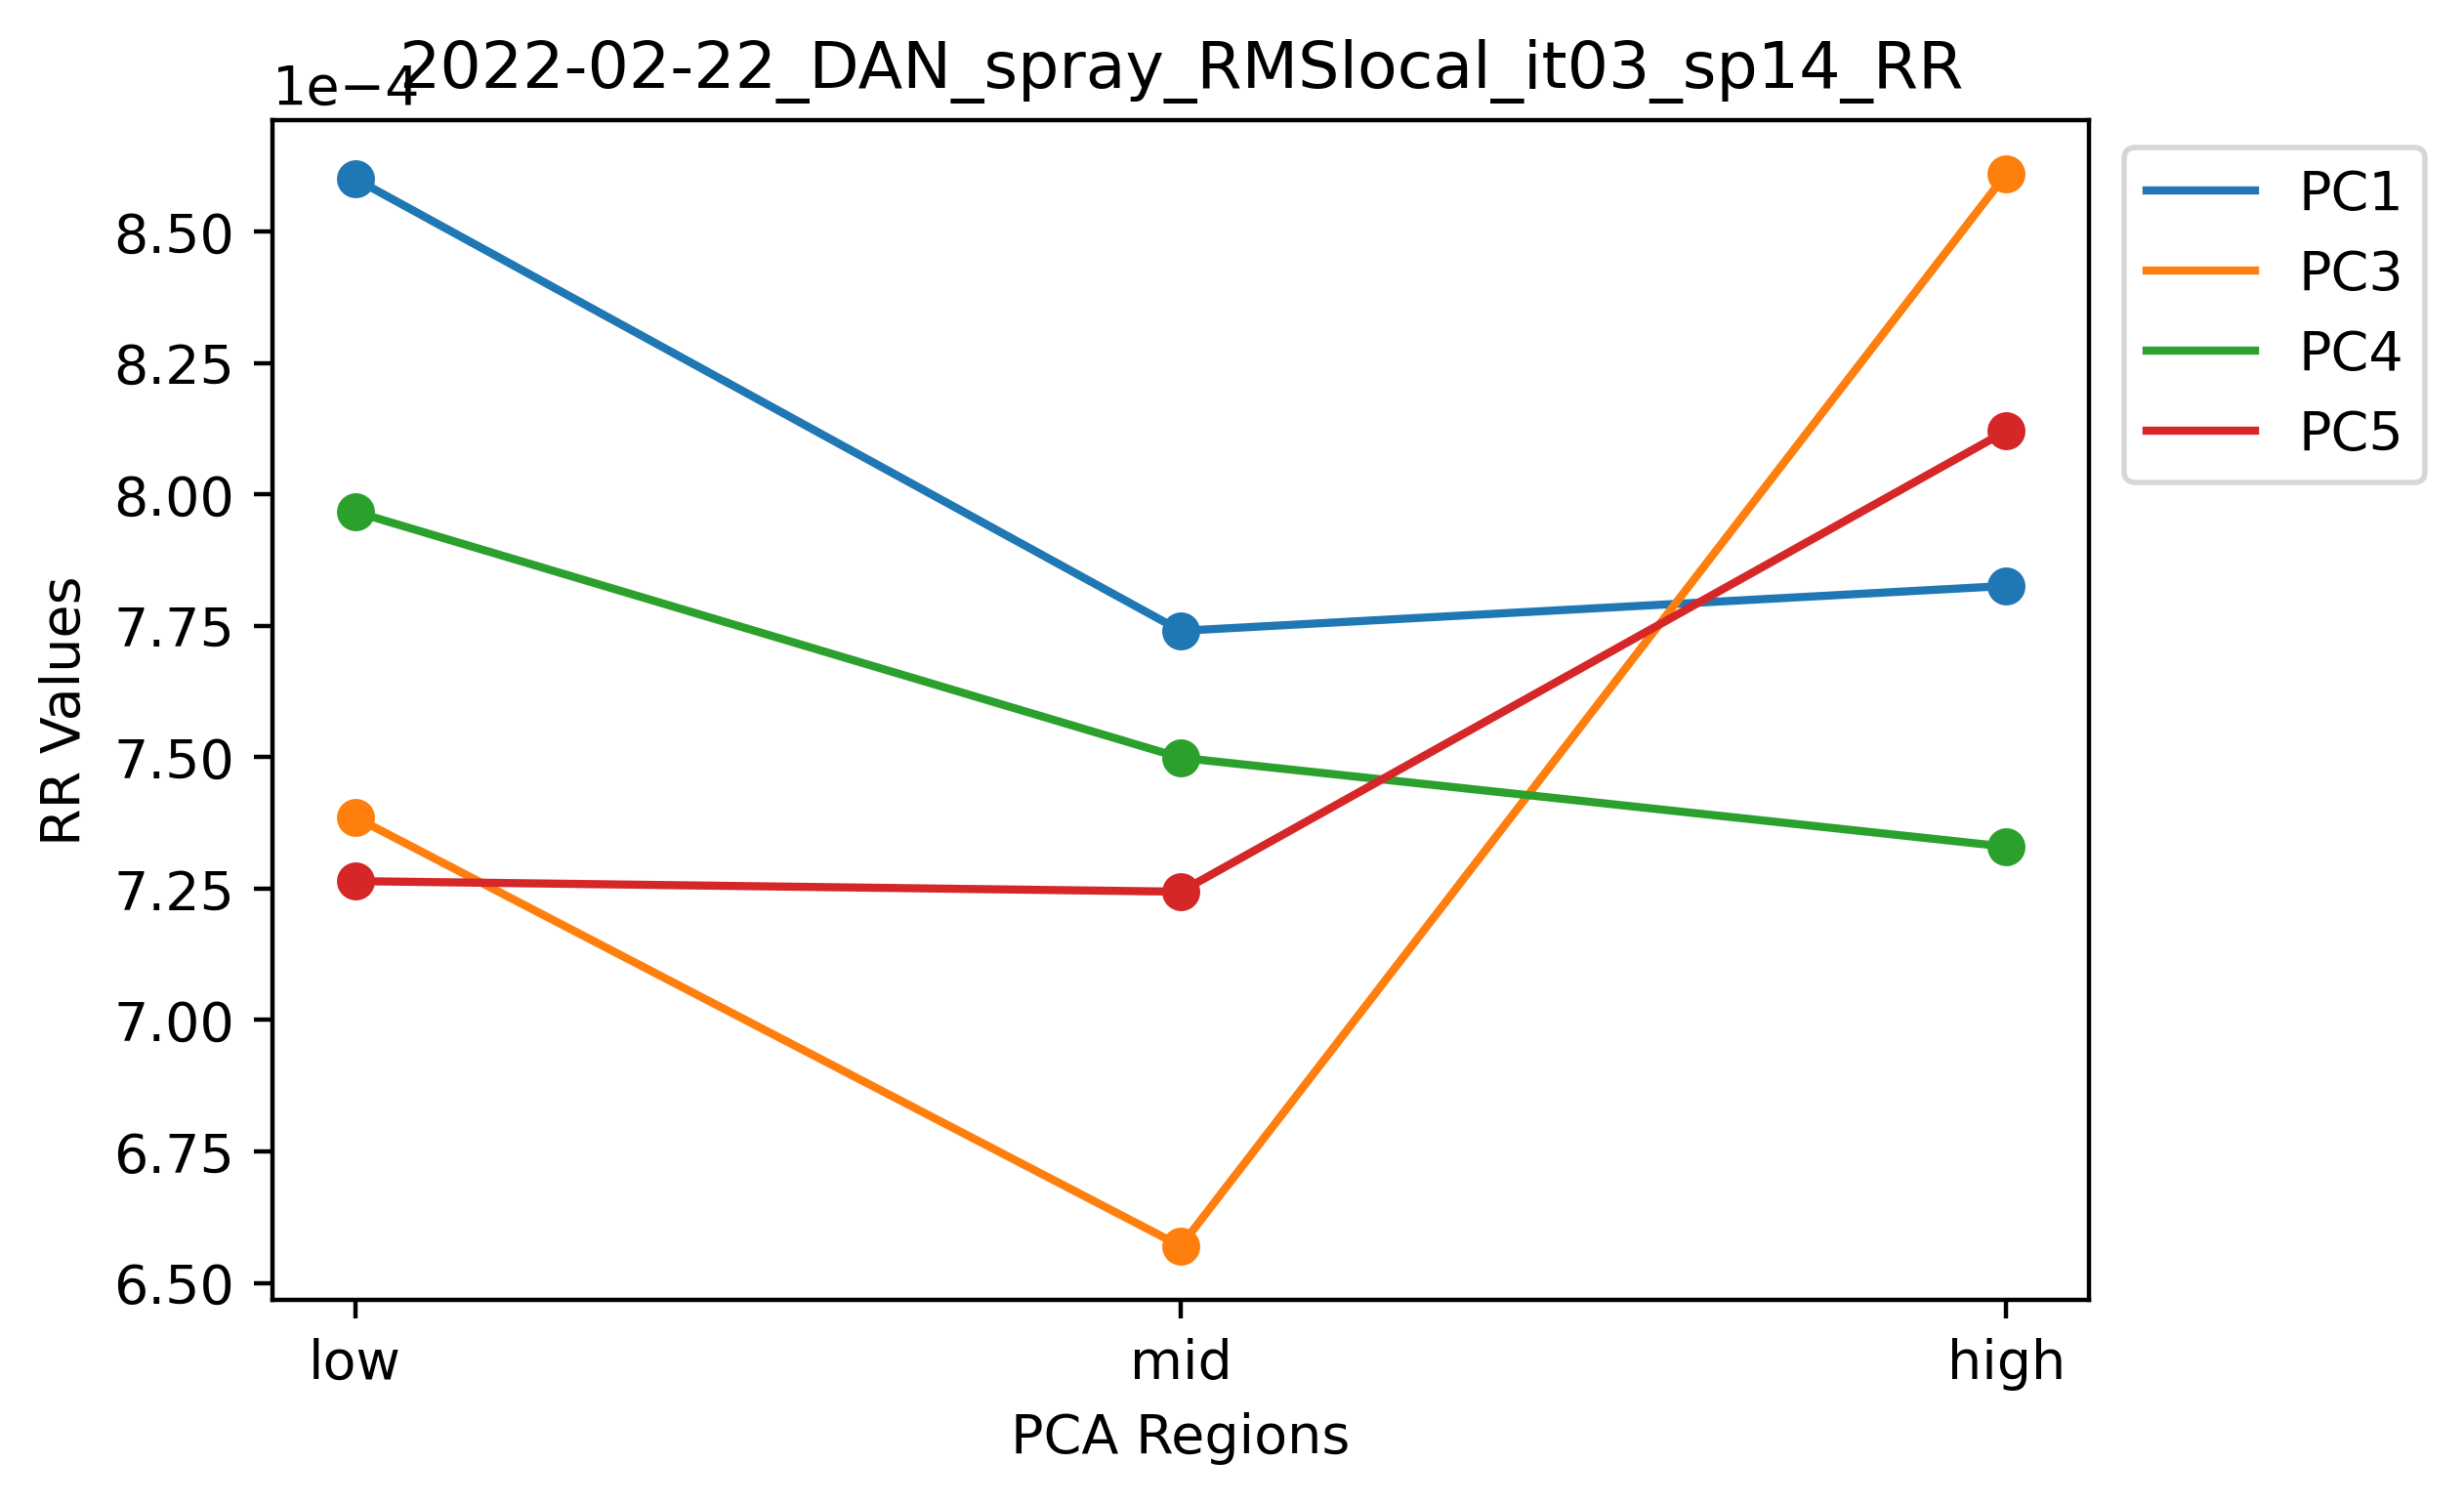 2022-02-22_DAN_spray_RMSlocal_it03_sp14_RR
1e−4
8.50
8.25
8.00
7.75
7.50
7.25
7.00
6.75
6.50
RR Values
low
mid
high
PCA Regions
PC1
PC3
PC4
PC5